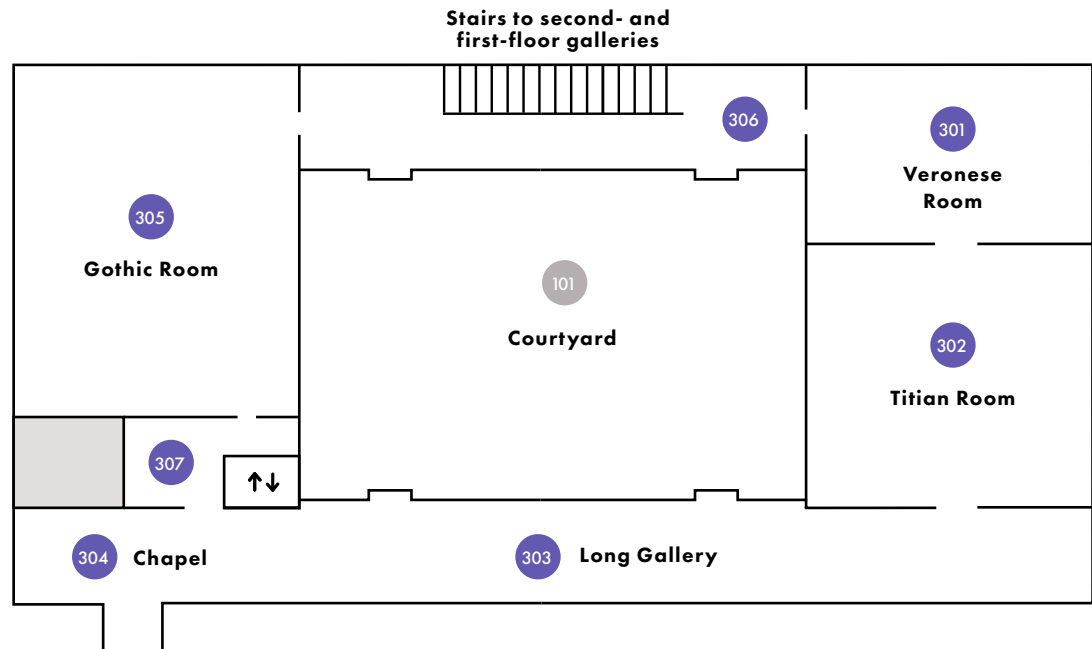 Stairs to second- and
first-floor galleries
306
301
Veronese
Room
305
Gothic Room
101
Courtyard
302
Titian Room
307
304
Chapel
303
Long Gallery